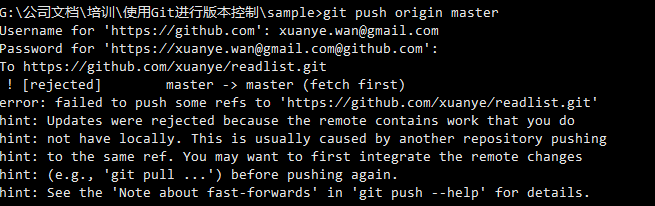 G:\公司文档\培训\使用Git进行版本控制\sample>git push origin master
Username for 'https://github.com': xuanye.wan@gmail.com
Password for 'https://xuanye.wan@gmail.com@github.com':
To https://github.com/xuanye/readlist.git
 ! [rejected]        master -> master (fetch first)
error: failed to push some refs to 'https://github.com/xuanye/readlist.git'
hint: Updates were rejected because the remote contains work that you do
hint: not have locally. This is usually caused by another repository pushing
hint: to the same ref. You may want to first integrate the remote changes
hint: (e.g., 'git pull ...') before pushing again.
hint: See the 'Note about fast-forwards' in 'git push --help' for details.